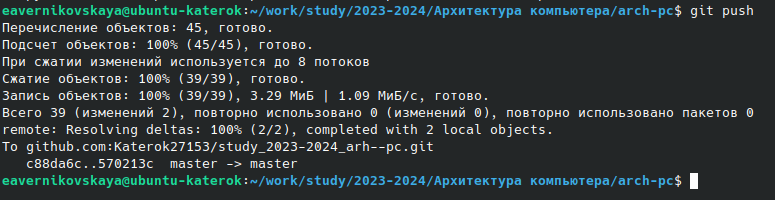 eavernikovskaya@ubuntu-katerok:~/work/study/2023-2024/Архитектура компьютера/arch-pc$ git push
Перечисление объектов: 45, готово.
Подсчет объектов: 100% (45/45), готово.
При сжатии изменений используется до 8 потоков
Сжатие объектов: 100% (39/39), готово.
Запись объектов: 100% (39/39), 3.29 МиБ | 1.09 МиБ/с, готово.
Всего 39 (изменений 2), повторно использовано 0 (изменений 0), повторно использовано пакетов 0
remote: Resolving deltas: 100% (2/2), completed with 2 local objects.
To github.com:Katerok27153/study_2023-2024_arh--pc.git
   c88da6c..570213c  master -> master
eavernikovskaya@ubuntu-katerok:~/work/study/2023-2024/Архитектура компьютера/arch-pc$